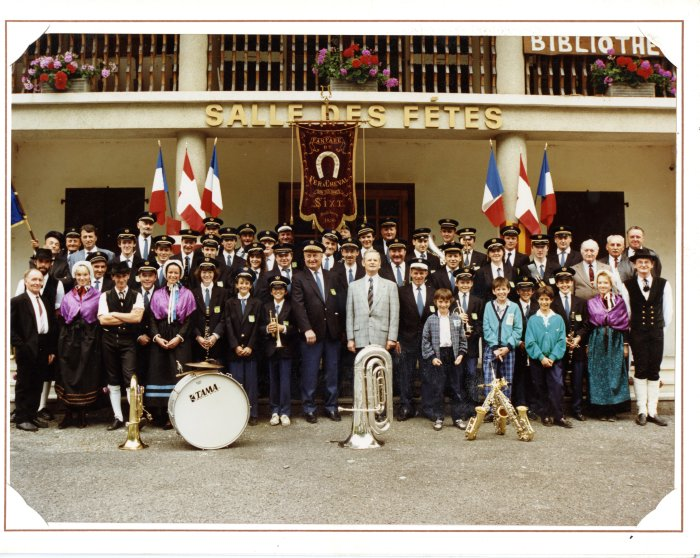 BIBLIOTHE
SALLE DES FÊTES
FANFARE
DU
FER A CHEVAL
SIXT
TAMA